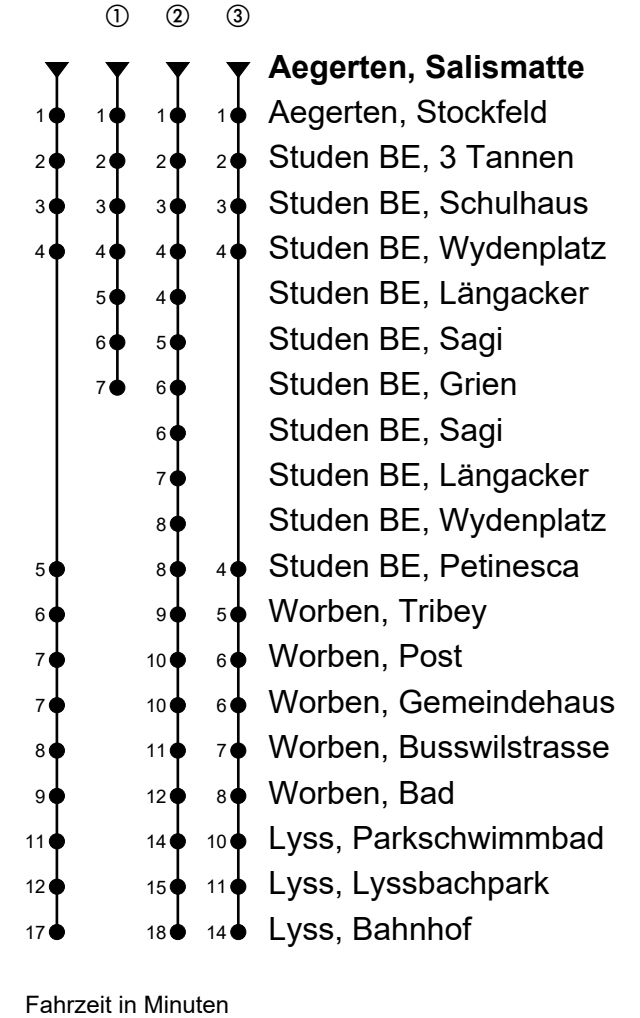 ① ② ③
Aegerten, Salismatte
1 1 1 1 Aegerten, Stockfeld
2 2 2 2 Studen BE, 3 Tannen
3 3 3 3 Studen BE, Schulhaus
4 4 4 4 Studen BE, Wydenplatz
5 4 Studen BE, Längacker
6 5 Studen BE, Sagi
7 6 Studen BE, Grien
6 Studen BE, Sagi
7 Studen BE, Längacker
8 Studen BE, Wydenplatz
5 8 4 Studen BE, Petinesca
6 9 5 Worben, Tribey
7 10 6 Worben, Post
7 10 6 Worben, Gemeindehaus
8 11 7 Worben, Busswilstrasse
9 12 8 Worben, Bad
11 14 10 Lyss, Parkschwimmbad
12 15 11 Lyss, Lyssbachpark
17 18 14 Lyss, Bahnhof
Fahrzeit in Minuten